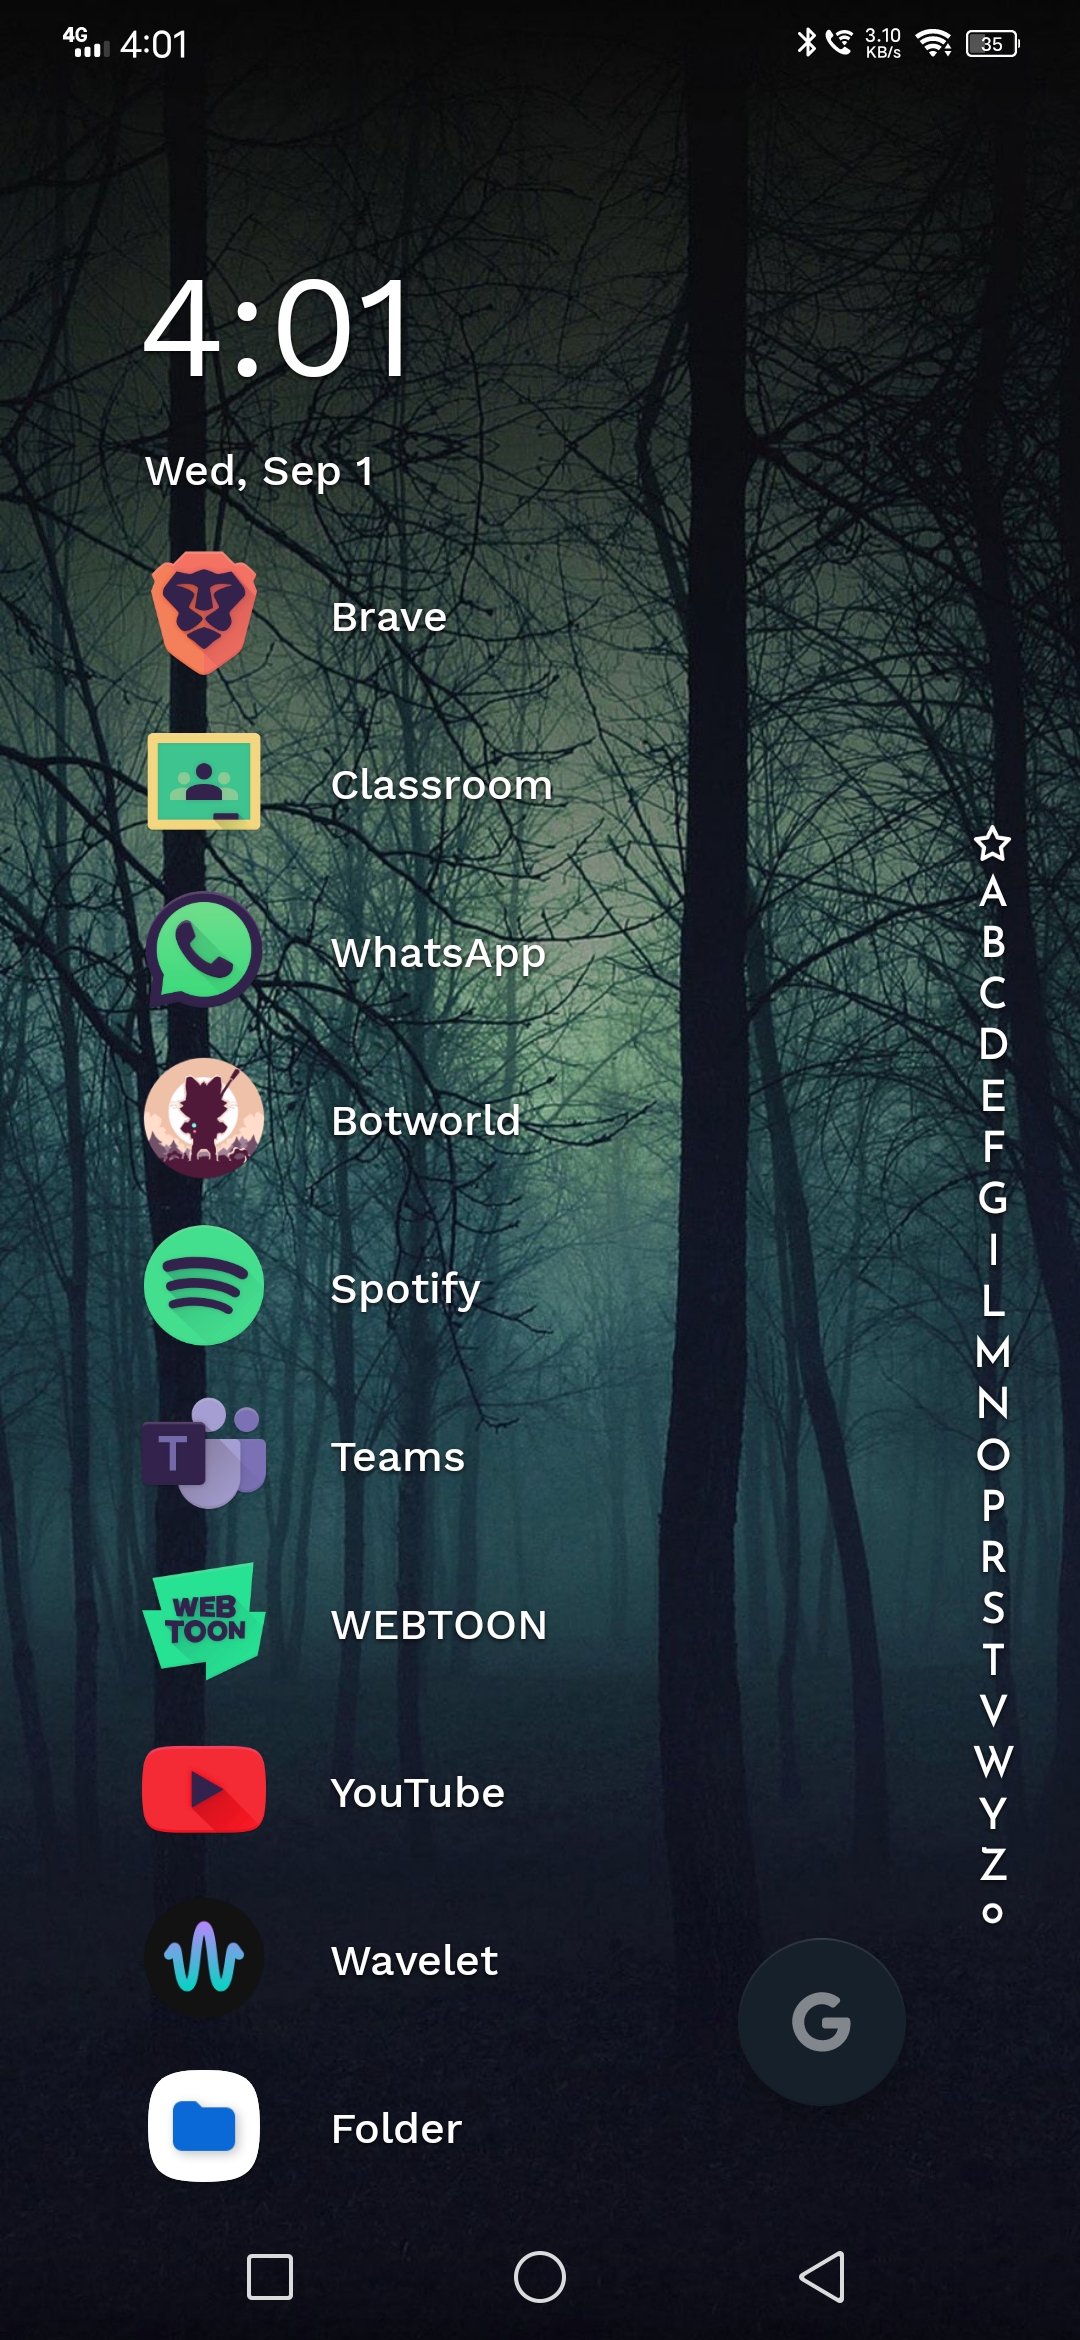 4G 4:01 3.10 KB/s 35
4:01
Wed, Sep 1
Brave
Classroom
WhatsApp
Botworld
Spotify
T Teams
WEB TOON WEBTOON
YouTube
Wavelet
Folder
A
B
C
D
E
F
G
I
L
M
N
O
P
R
S
T
V
W
Y
Z
G